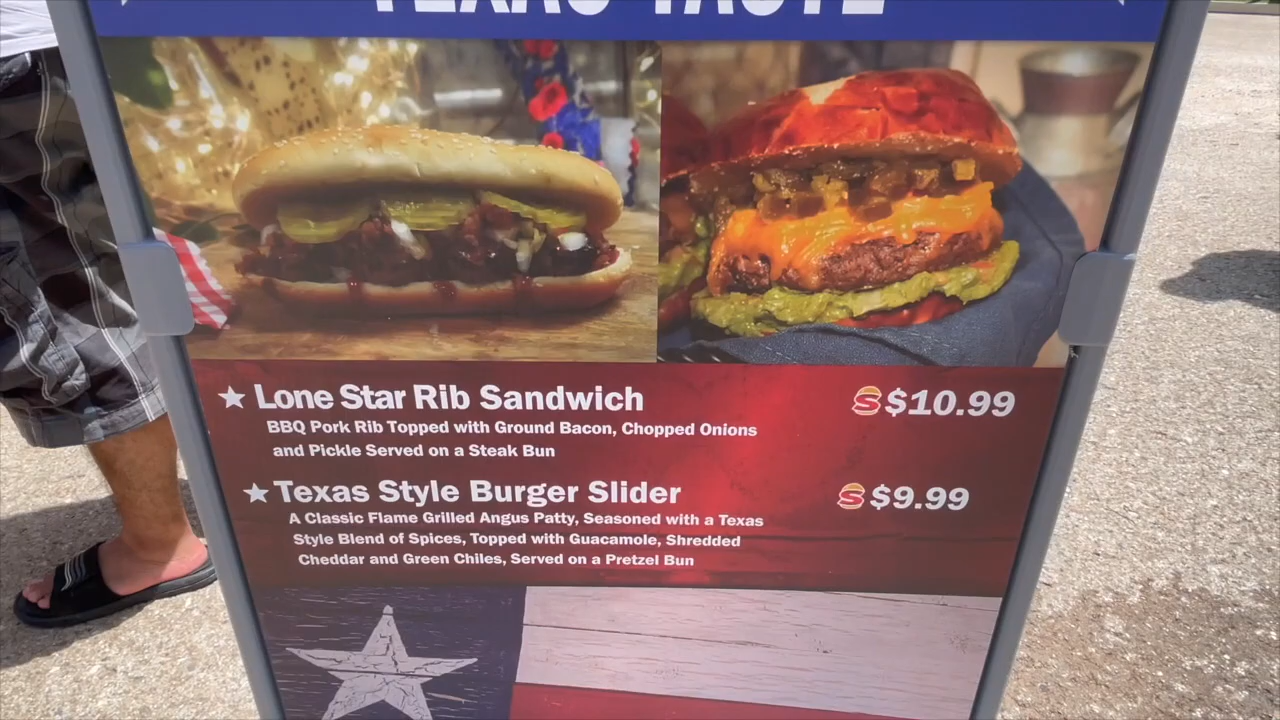 TEXAS TASTE
Lone Star Rib Sandwich
$10.99
BBQ Pork Rib Topped with Ground Bacon, Chopped Onions
and Pickle Served on a Steak Bun
Texas Style Burger Slider
$9.99
A Classic Flame Grilled Angus Patty, Seasoned with a Texas
Style Blend of Spices, Topped with Guacamole, Shredded
Cheddar and Green Chiles, Served on a Pretzel Bun